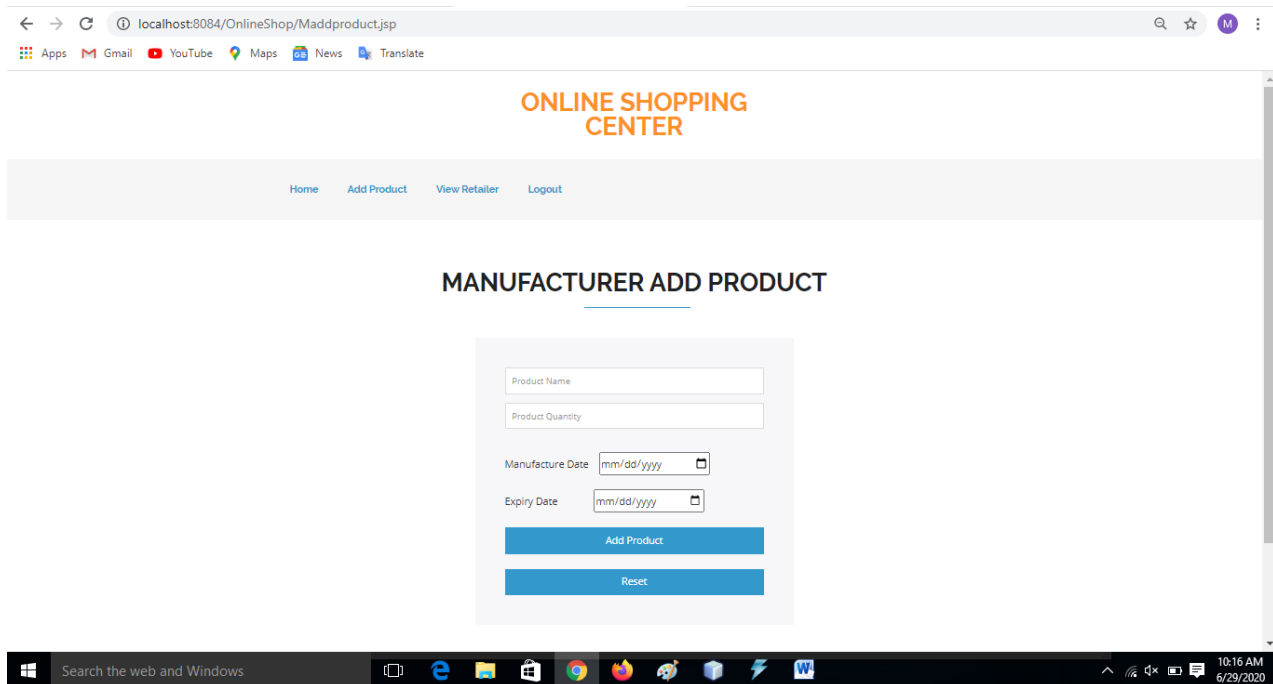 localhost:8084/OnlineShop/Maddproduct.jsp
M
Apps Gmail YouTube Maps News Translate
ONLINE SHOPPING
CENTER
Home Add Product View Retailer Logout
MANUFACTURER ADD PRODUCT
Product Name
Product Quantity
Manufacture Date mm/dd/yyyy
Expiry Date mm/dd/yyyy
Add Product
Reset
Search the web and Windows
10:16 AM
6/29/2020